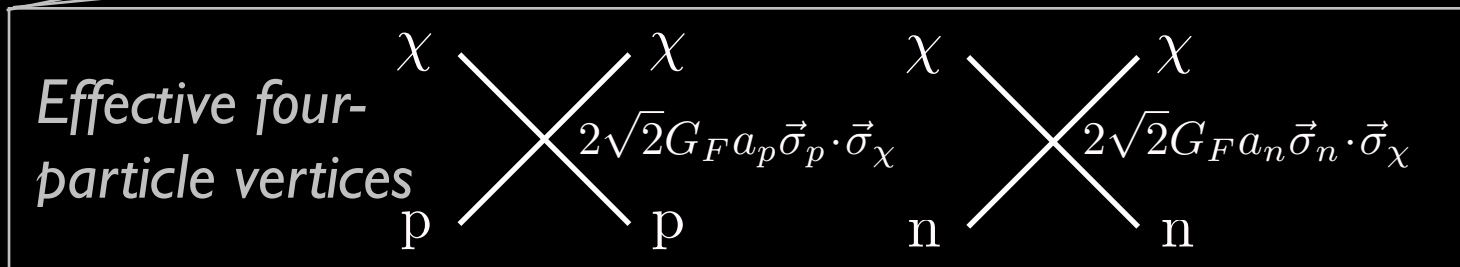 χ χ χ χ
Effective four-
2√2G_F a_p σ⃗_p·σ⃗_χ 2√2G_F a_n σ⃗_n·σ⃗_χ
particle vertices
p p n n